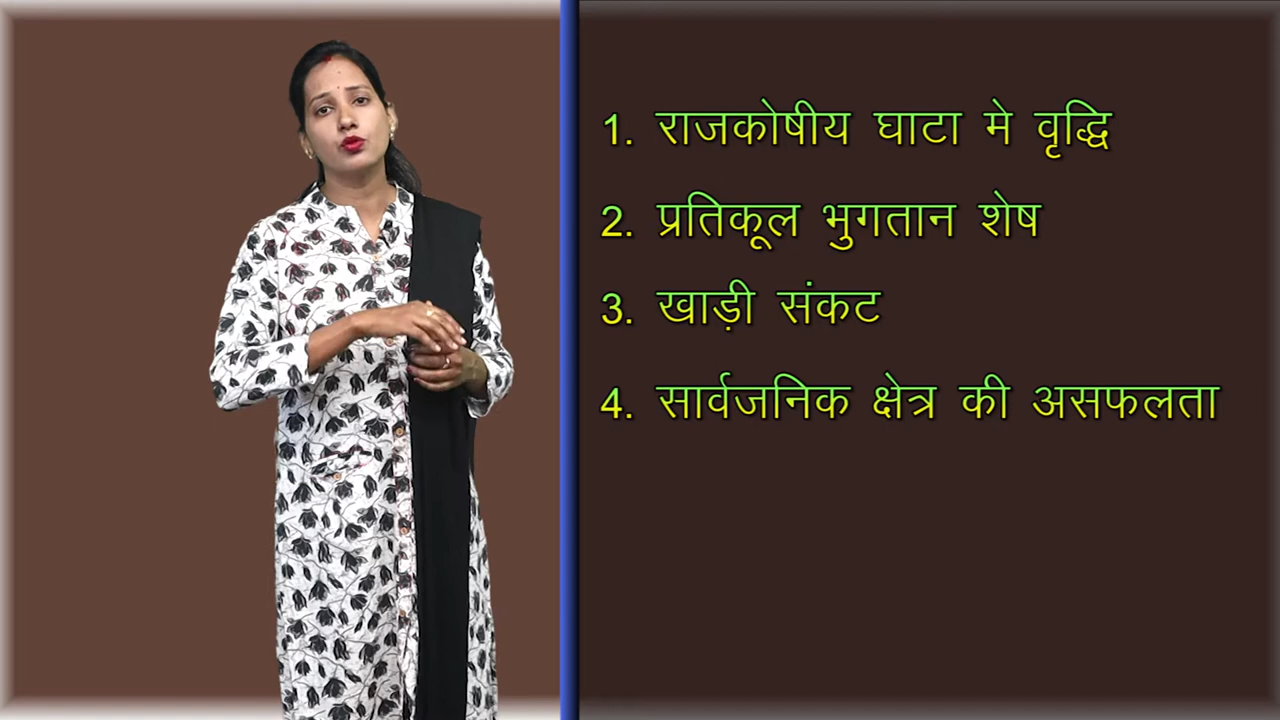 1. राजकोषीय घाटा मे वृद्धि
2. प्रतिकूल भुगतान शेष
3. खाड़ी संकट
4. सार्वजनिक क्षेत्र की असफलता